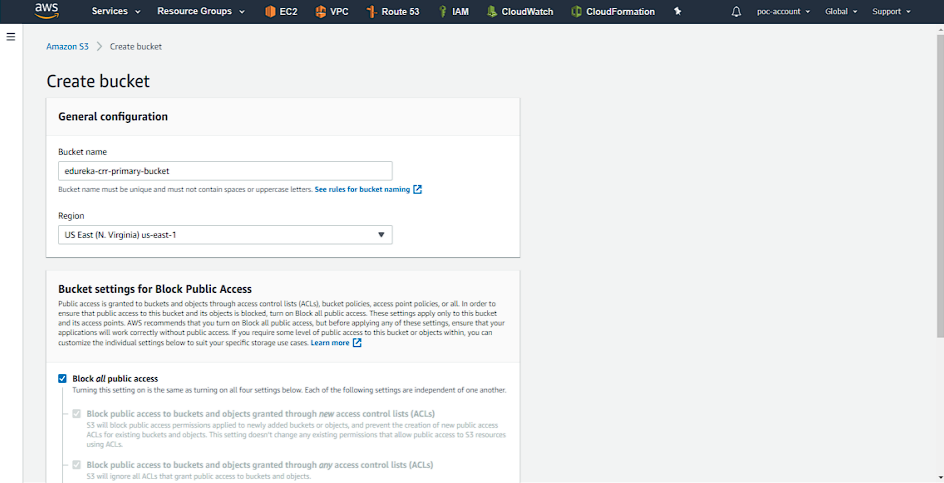 aws Services Resource Groups EC2 VPC Route 53 IAM CloudWatch CloudFormation poc-account Global Support
Amazon S3 > Create bucket
Create bucket
General configuration
Bucket name
edureka-crr-primary-bucket
Bucket name must be unique and must not contain spaces or uppercase letters. See rules for bucket naming
Region
US East (N. Virginia) us-east-1
Bucket settings for Block Public Access
Public access is granted to buckets and objects through access control lists (ACLs), bucket policies, access point policies, or all. In order to
ensure that public access to this bucket and its objects is blocked, turn on Block all public access. These settings apply only to this bucket
and its access points. AWS recommends that you turn on Block all public access, but before applying any of these settings, ensure that your
applications will work correctly without public access. If you require some level of public access to this bucket or objects within, you can
customize the individual settings below to suit your specific storage use cases. Learn more
Block all public access
Turning this setting on is the same as turning on all four settings below. Each of the following settings are independent of one another.
Block public access to buckets and objects granted through new access control lists (ACLs)
S3 will block public access permissions applied to newly added buckets or objects, and prevent the creation of new public access
ACLs for existing buckets and objects. This setting doesn't change any existing permissions that allow public access to S3 resources
using ACLs.
Block public access to buckets and objects granted through any access control lists (ACLs)
S3 will ignore all ACLs that grant public access to buckets and objects.